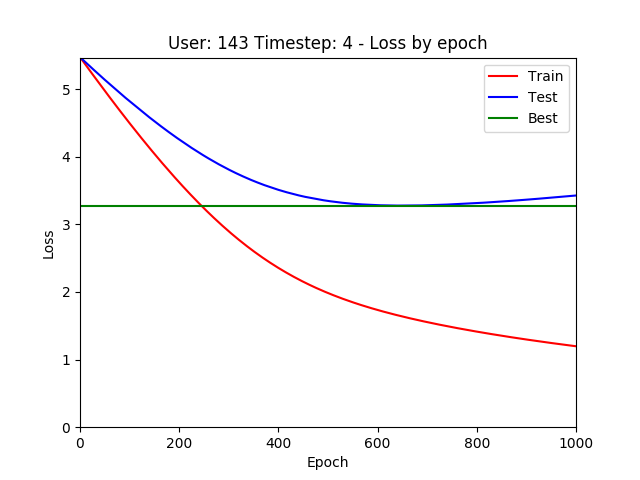 User: 143 Timestep: 4 - Loss by epoch
Train
Test
Best
5
4
3
2
1
0
Loss
0 200 400 600 800 1000
Epoch